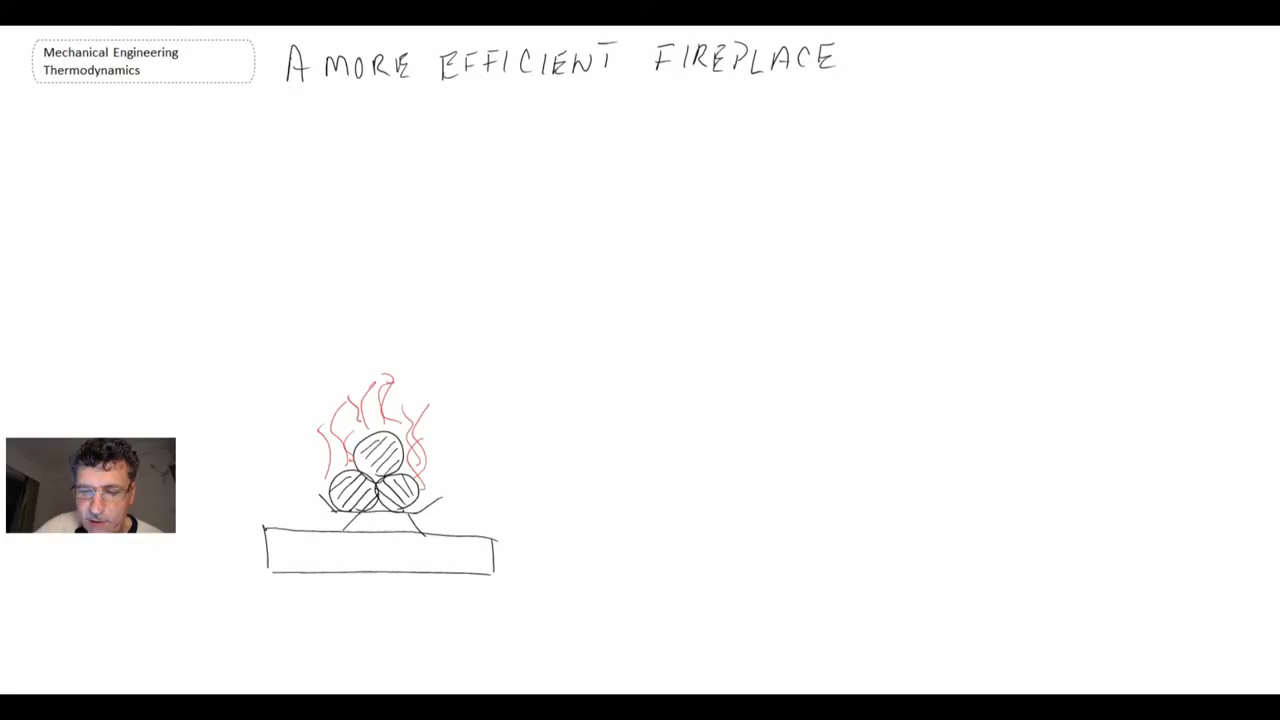 Mechanical Engineering
Thermodynamics
A MORE EFFICIENT FIREPLACE